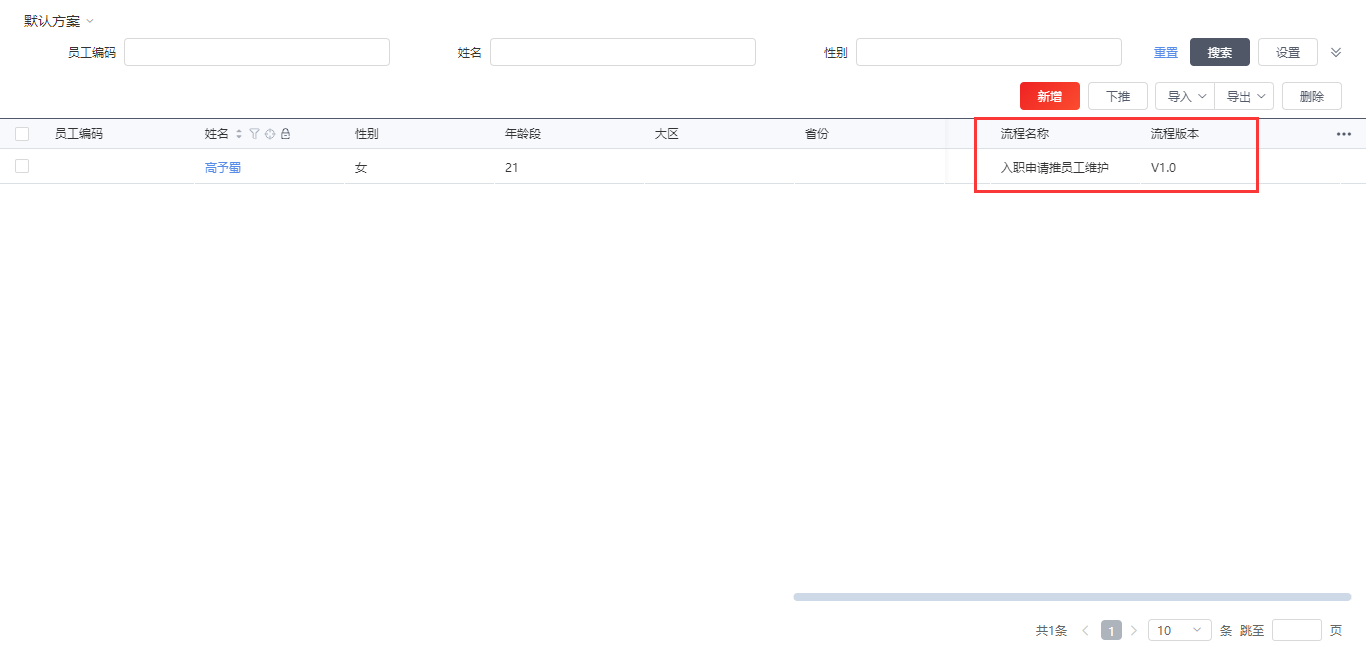 默认方案
员工编码 姓名 性别 重置 搜索 设置
新增 下推 导入 导出 删除
员工编码 姓名 性别 年龄段 大区 省份 流程名称 流程版本
高予蜀 女 21 入职申请推员工维护 V1.0
共1条 1 10 条 跳至 页